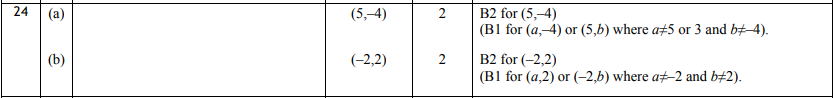 24 (a) (5,–4) 2 B2 for (5,–4)
(B1 for (a,–4) or (5,b) where a≠5 or 3 and b≠–4).
(b) (–2,2) 2 B2 for (–2,2)
(B1 for (a,2) or (–2,b) where a≠–2 and b≠2).